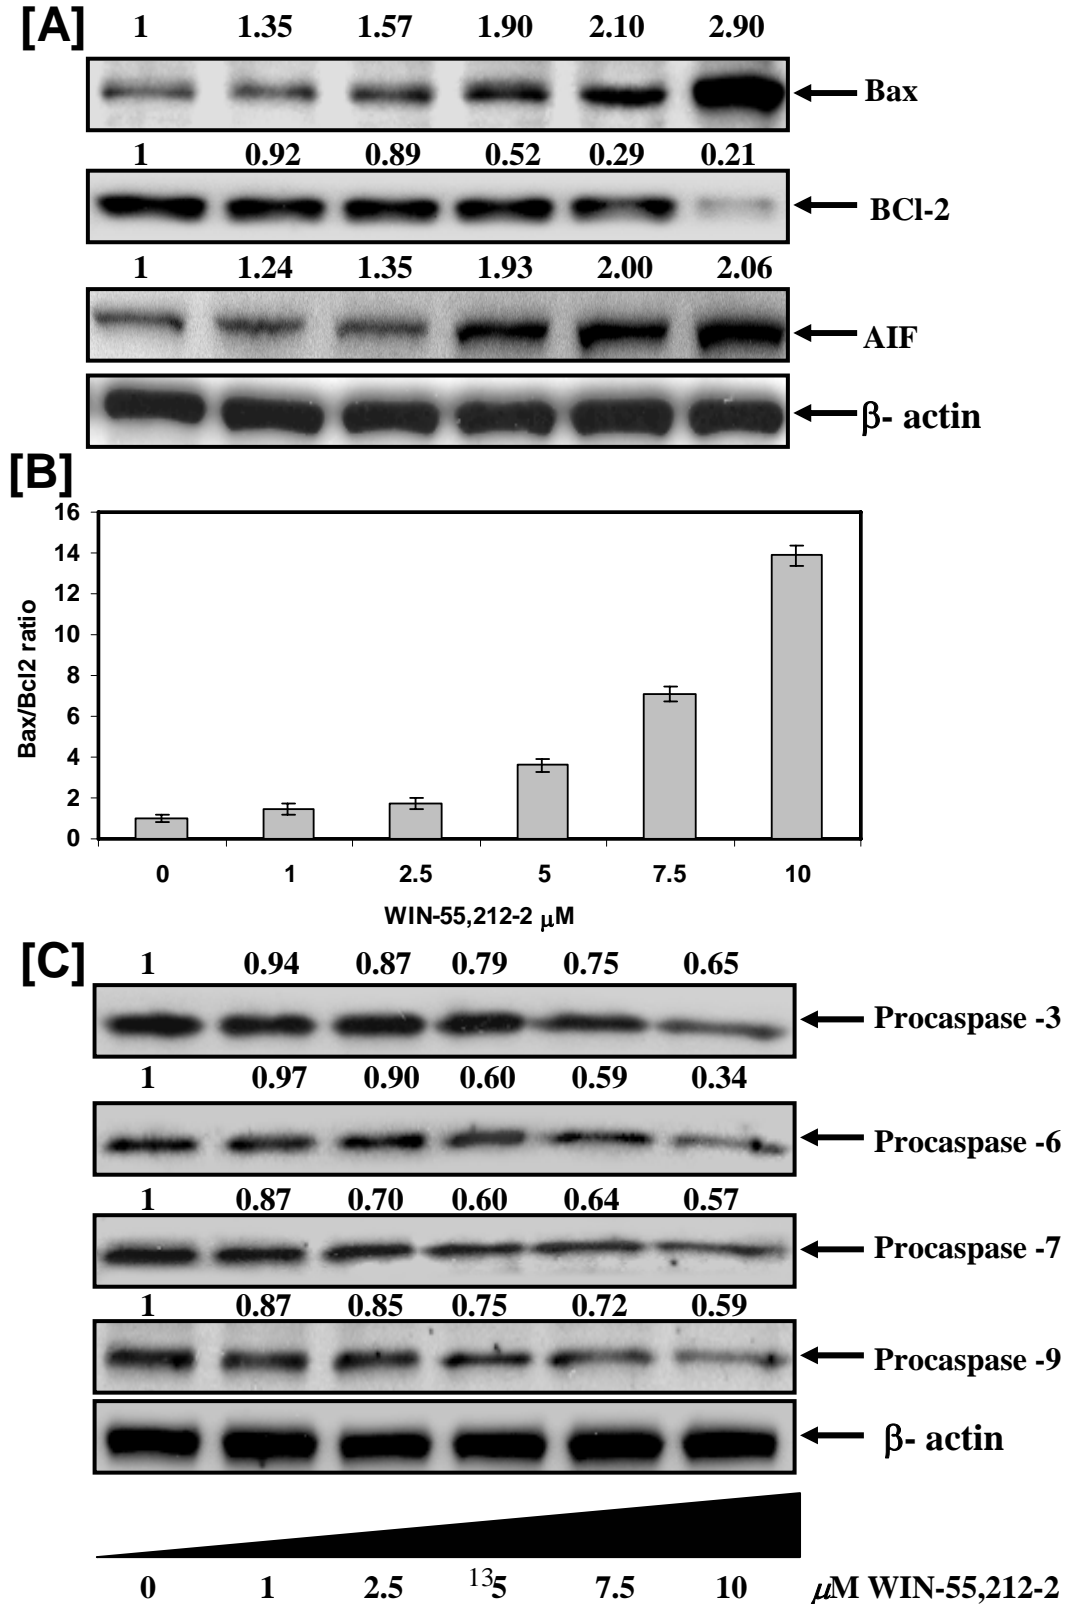 [A] 1 1.35 1.57 1.90 2.10 2.90
Bax
1 0.92 0.89 0.52 0.29 0.21
BCl-2
1 1.24 1.35 1.93 2.00 2.06
AIF
β- actin
[B]
16
14
12
10
8
6
4
2
0
Bax/Bcl2 ratio
0 1 2.5 5 7.5 10
WIN-55,212-2 μM
[C] 1 0.94 0.87 0.79 0.75 0.65
Procaspase -3
1 0.97 0.90 0.60 0.59 0.34
Procaspase -6
1 0.87 0.70 0.60 0.64 0.57
Procaspase -7
1 0.87 0.85 0.75 0.72 0.59
Procaspase -9
β- actin
0 1 2.5 13 5 7.5 10 μM WIN-55,212-2